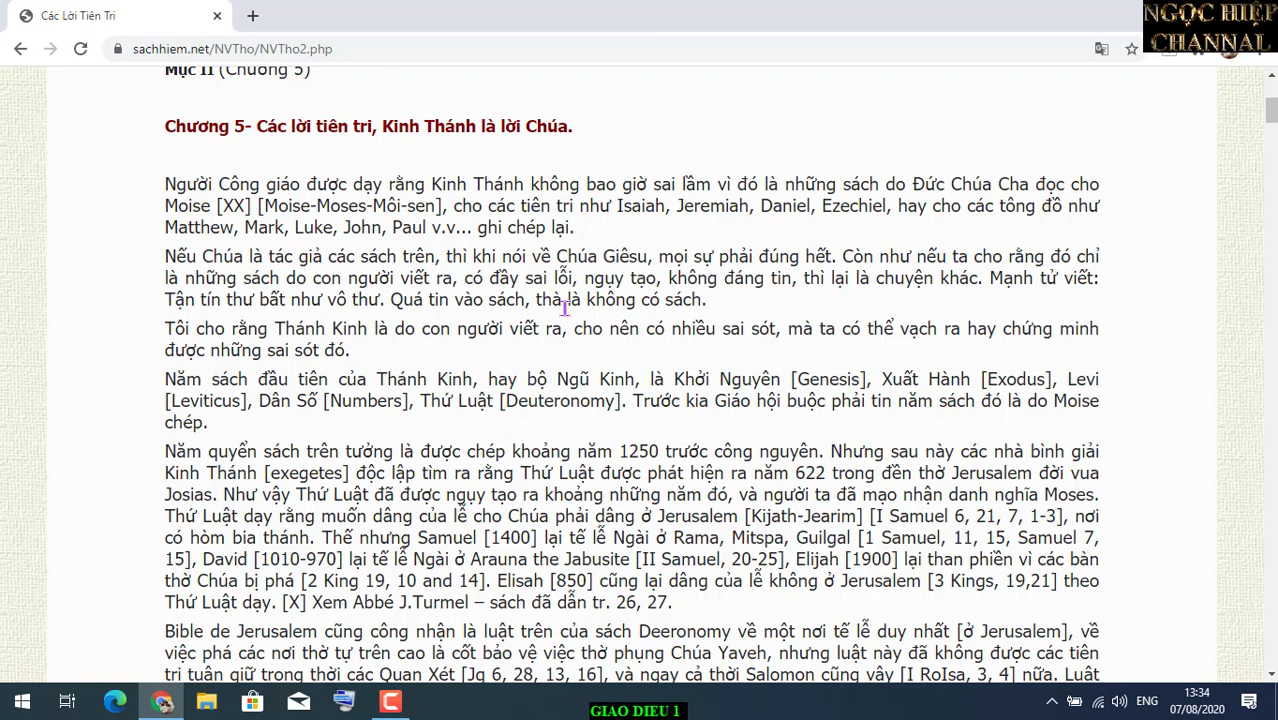 Các Lời Tiên Tri
NGỌC HIỆP
CHANNAL
sachhiem.net/NVTho/NVTho2.php
Mục II (Chương 5)
Chương 5- Các lời tiên tri, Kinh Thánh là lời Chúa.
Người Công giáo được dạy rằng Kinh Thánh không bao giờ sai lầm vì đó là những sách do Đức Chúa Cha đọc cho
Moise [XX] [Moise-Moses-Môi-sen], cho các tiên tri như Isaiah, Jeremiah, Daniel, Ezechiel, hay cho các tông đồ như
Matthew, Mark, Luke, John, Paul v.v... ghi chép lại.
Nếu Chúa là tác giả các sách trên, thì khi nói về Chúa Giêsu, mọi sự phải đúng hết. Còn như nếu ta cho rằng đó chỉ
là những sách do con người viết ra, có đầy sai lỗi, ngụy tạo, không đáng tin, thì lại là chuyện khác. Mạnh tử viết:
Tận tín thư bất như vô thư. Quá tin vào sách, thà là không có sách.
Tôi cho rằng Thánh Kinh là do con người viết ra, cho nên có nhiều sai sót, mà ta có thể vạch ra hay chứng minh
được những sai sót đó.
Năm sách đầu tiên của Thánh Kinh, hay bộ Ngũ Kinh, là Khởi Nguyên [Genesis], Xuất Hành [Exodus], Levi
[Leviticus], Dân Số [Numbers], Thứ Luật [Deuteronomy]. Trước kia Giáo hội buộc phải tin năm sách đó là do Moise
chép.
Năm quyển sách trên tưởng là được chép khoảng năm 1250 trước công nguyên. Nhưng sau này các nhà bình giải
Kinh Thánh [exegetes] độc lập tìm ra rằng Thứ Luật được phát hiện ra năm 622 trong đền thờ Jerusalem đời vua
Josias. Như vậy Thứ Luật đã được ngụy tạo ra khoảng những năm đó, và người ta đã mạo nhận danh nghĩa Moses.
Thứ Luật dạy rằng muốn dâng của lễ cho Chúa phải dâng ở Jerusalem [Kijath-Jearim] [I Samuel 6, 21, 7, 1-3], nơi
có hòm bia thánh. Thế nhưng Samuel [1400] lại tế lễ Ngài ở Rama, Mitspa, Guilgal [1 Samuel, 11, 15, Samuel 7,
15], David [1010-970] lại tế lễ Ngài ở Arauna the Jabusite [II Samuel, 20-25], Elijah [1900] lại than phiền vì các bàn
thờ Chúa bị phá [2 King 19, 10 and 14]. Elisah [850] cũng lại dâng của lễ không ở Jerusalem [3 Kings, 19,21] theo
Thứ Luật dạy. [X] Xem Abbé J.Turmel – sách đã dẫn tr. 26, 27.
Bible de Jerusalem cũng công nhận là luật trên của sách Deeronomy về một nơi tế lễ duy nhất [ở Jerusalem], về
việc phá các nơi thờ tự trên cao là cốt bảo vệ việc thờ phụng Chúa Yaveh, nhưng luật này đã không được các tiên
tri tuân giữ trong thời các Quan Xét [Jg 6, 28, 13, 16], và ngay cả thời Salomon cũng vậy [I RoIsa, 3, 4] nữa. Luật
ENG
13:34
07/08/2020
GIAO DIEU 1